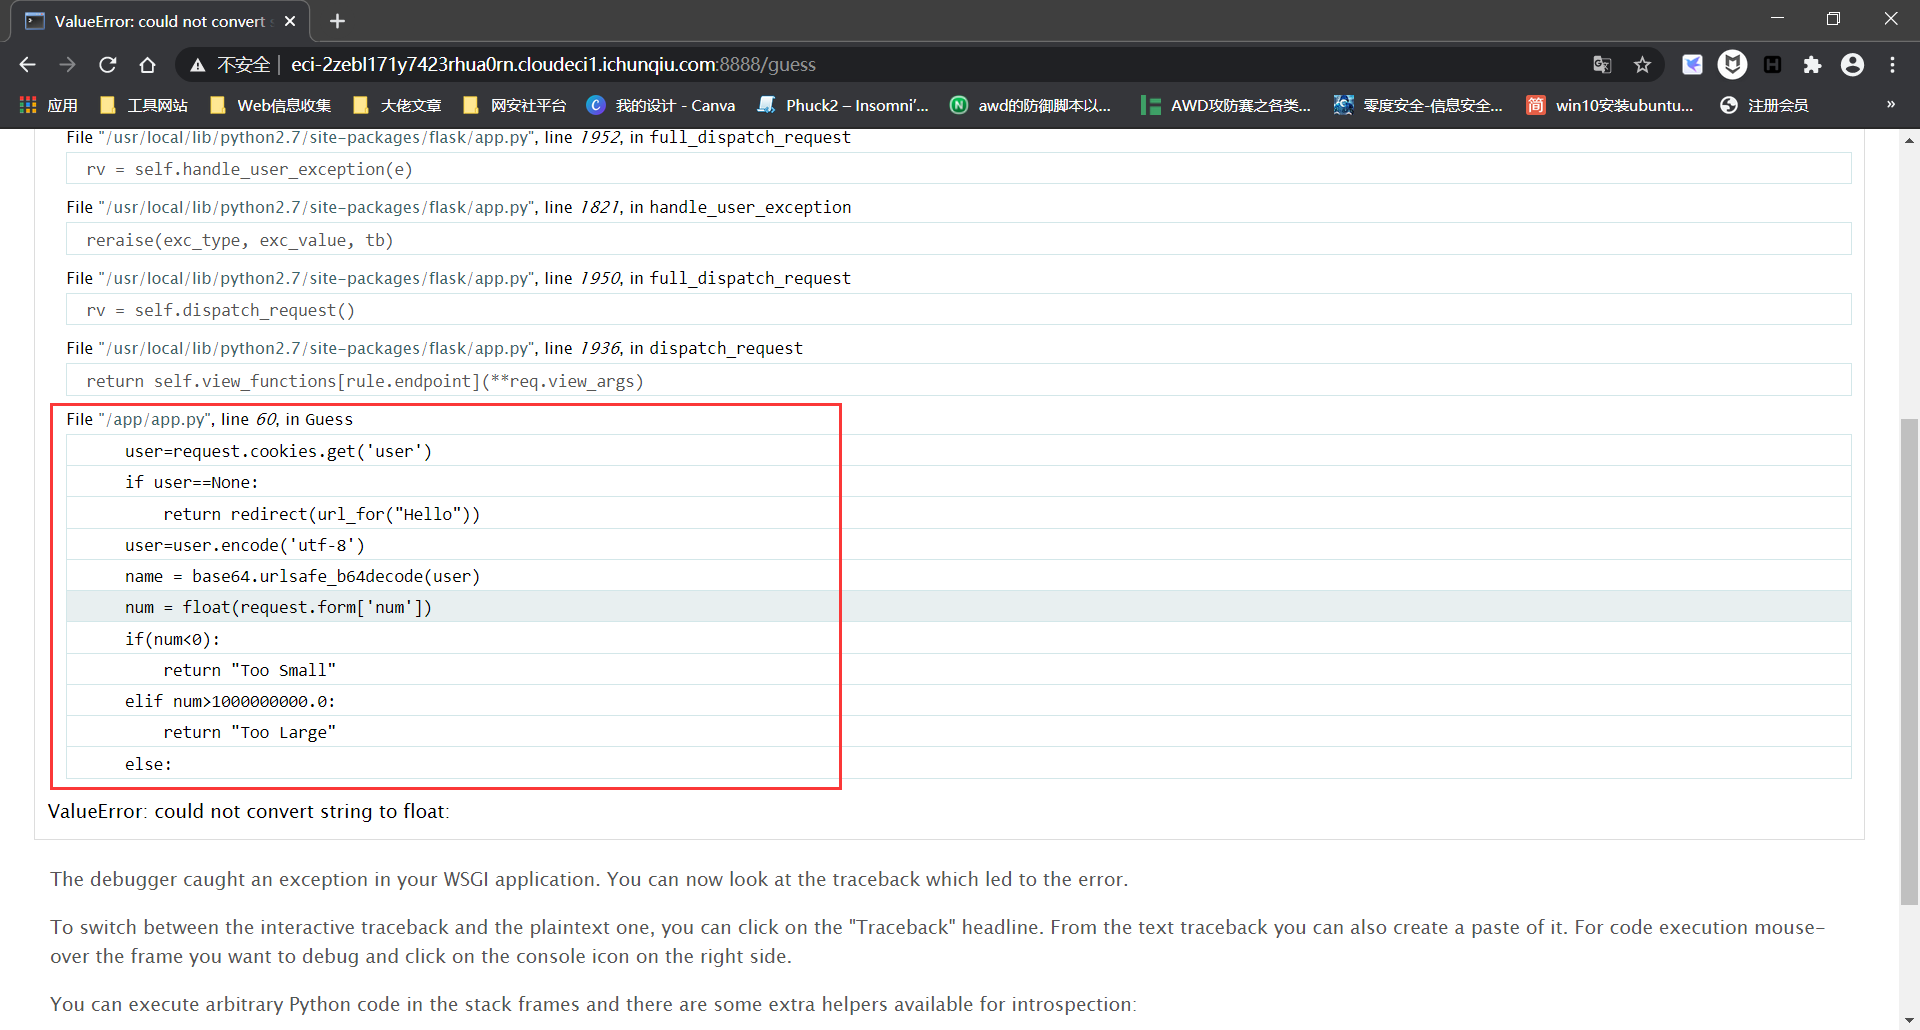 ValueError: could not convert s
不安全 eci-2zebl171y7423rhua0rn.cloudeci1.ichunqiu.com:8888/guess
应用 工具网站 Web信息收集 大佬文章 网安社平台 我的设计 - Canva Phuck2 – Insomni'... awd的防御脚本以... AWD攻防赛之各类... 零度安全-信息安全... 简 win10安装ubuntu... 注册会员 »
File "/usr/local/lib/python2.7/site-packages/flask/app.py", line 1952, in full_dispatch_request
rv = self.handle_user_exception(e)
File "/usr/local/lib/python2.7/site-packages/flask/app.py", line 1821, in handle_user_exception
reraise(exc_type, exc_value, tb)
File "/usr/local/lib/python2.7/site-packages/flask/app.py", line 1950, in full_dispatch_request
rv = self.dispatch_request()
File "/usr/local/lib/python2.7/site-packages/flask/app.py", line 1936, in dispatch_request
return self.view_functions[rule.endpoint](**req.view_args)
File "/app/app.py", line 60, in Guess
user=request.cookies.get('user')
if user==None:
return redirect(url_for("Hello"))
user=user.encode('utf-8')
name = base64.urlsafe_b64decode(user)
num = float(request.form['num'])
if(num<0):
return "Too Small"
elif num>1000000000.0:
return "Too Large"
else:
ValueError: could not convert string to float:
The debugger caught an exception in your WSGI application. You can now look at the traceback which led to the error.
To switch between the interactive traceback and the plaintext one, you can click on the "Traceback" headline. From the text traceback you can also create a paste of it. For code execution mouse-
over the frame you want to debug and click on the console icon on the right side.
You can execute arbitrary Python code in the stack frames and there are some extra helpers available for introspection: